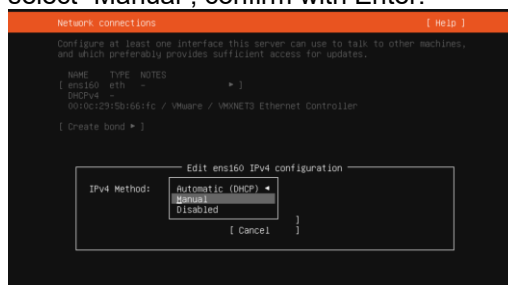 select "Manual", confirm with Enter.
Network connections [ Help ]
Configure at least one interface this server can use to talk to other machines,
and which preferably provides sufficient access for updates.
NAME TYPE NOTES
[ ens160 eth - ▸ ]
DHCPv4 -
00:0c:29:5b:66:fc / VMware / VMXNET3 Ethernet Controller
[ Create bond ▸ ]
Edit ens160 IPv4 configuration
IPv4 Method: Automatic (DHCP) ◂
Manual
Disabled
]
[ Cancel ]